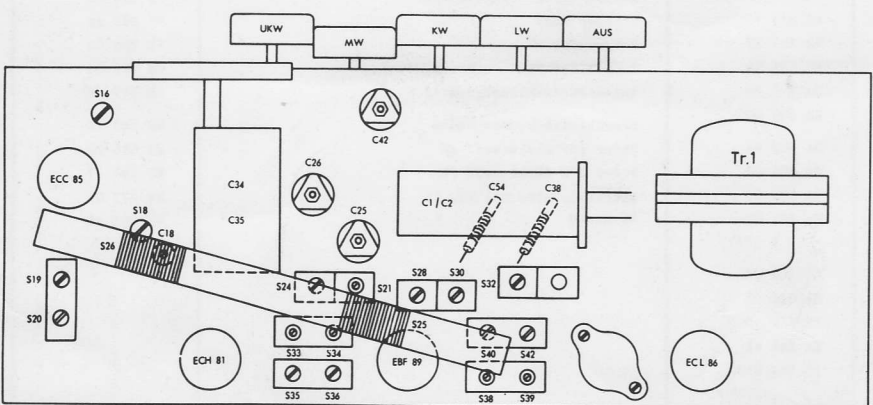 UKW MW KW LW AUS
S16
C42
ECC 85
C34
C26
C54 C38
Tr.1
C1/C2
S18
C18
C35
C25
S26
S19
S24 S21 S28 S30 S32
S20
S25
S33 S34 S40 S42
ECH 81 EBF 89 ECL 86
S35 S36 S38 S39